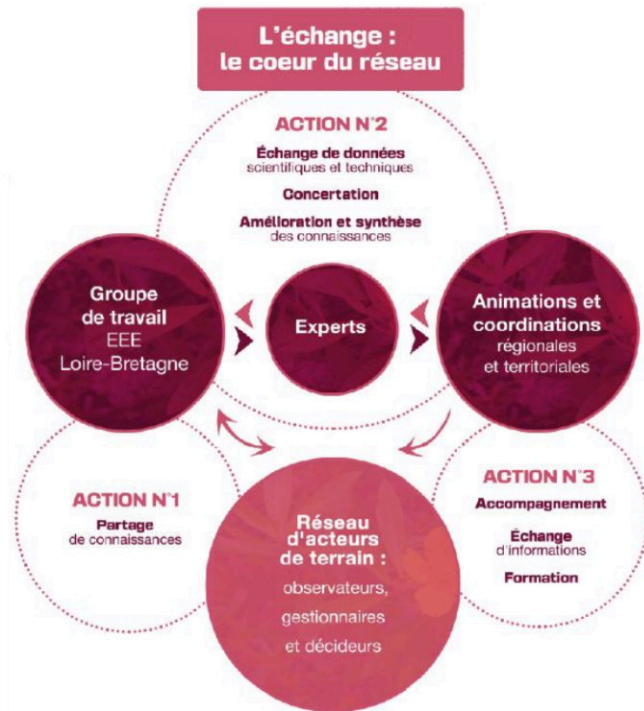 L'échange :
le coeur du réseau
ACTION N°2
Échange de données
scientifiques et techniques
Concertation
Amélioration et synthèse
des connaissances
Groupe
de travail
EEE
Loire-Bretagne
Experts
Animations et
coordinations
régionales
et territoriales
ACTION N°1
Partage
de connaissances
Réseau
d'acteurs
de terrain :
observateurs,
gestionnaires
et décideurs
ACTION N°3
Accompagnement
Échange
d'informations
Formation